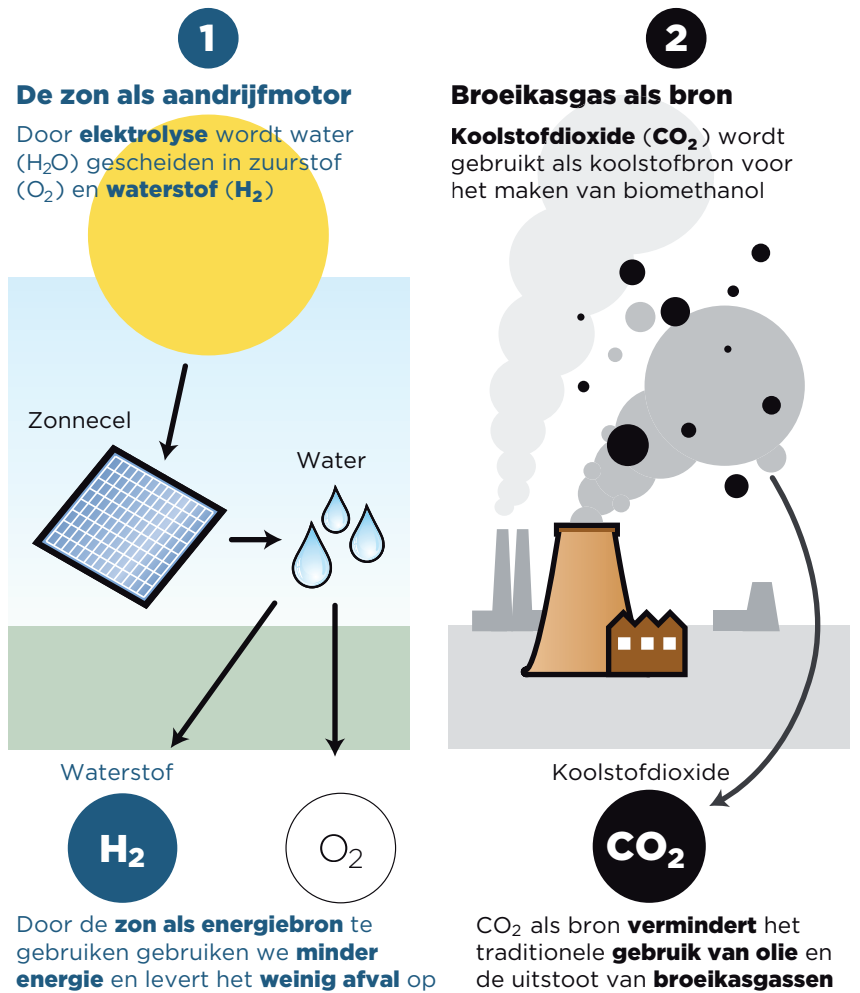 1
De zon als aandrijfmotor
Door elektrolyse wordt water
(H₂O) gescheiden in zuurstof
(O₂) en waterstof (H₂)
Zonnecel
Water
Waterstof
H₂
O₂
Door de zon als energiebron te
gebruiken gebruiken we minder
energie en levert het weinig afval op
2
Broeikasgas als bron
Koolstofdioxide (CO₂) wordt
gebruikt als koolstofbron voor
het maken van biomethanol
Koolstofdioxide
CO₂
CO₂ als bron vermindert het
traditionele gebruik van olie en
de uitstoot van broeikasgassen